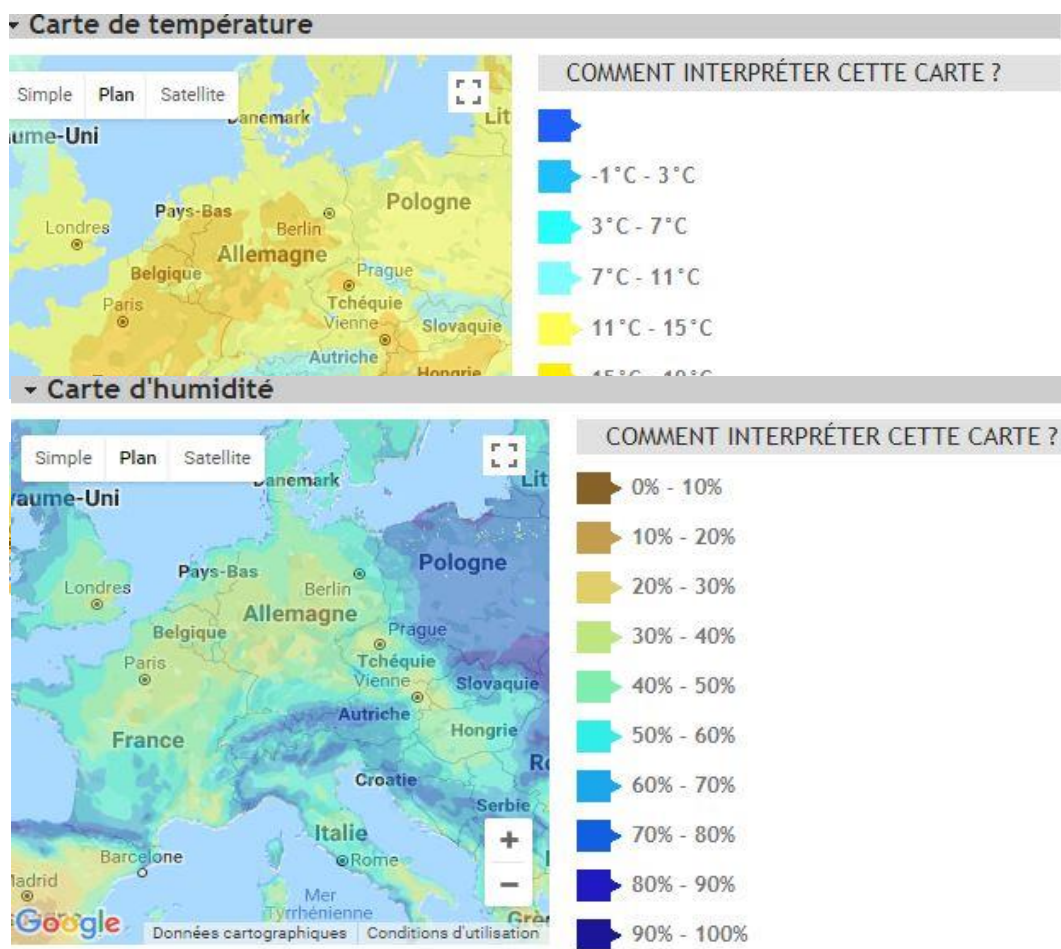 Carte de température
COMMENT INTERPRÉTER CETTE CARTE ?
Simple Plan Satellite
Danemark
Lit
ume-Uni
-1°C - 3°C
Pologne
Pays-Bas
Londres
Berlin
3°C - 7°C
Allemagne
Belgique
Prague
7°C - 11°C
Paris
Tchéquie
Vienne
Slovaquie
11°C - 15°C
Autriche
Hongrie
15°C - 19°C
Carte d'humidité
COMMENT INTERPRÉTER CETTE CARTE ?
Simple Plan Satellite
Danemark
Lit
aume-Uni
0% - 10%
10% - 20%
Pologne
Pays-Bas
Londres
Berlin
20% - 30%
Allemagne
Belgique
Prague
30% - 40%
Paris
Tchéquie
Vienne
Slovaquie
40% - 50%
Autriche
Hongrie
France
50% - 60%
Ro
Croatie
60% - 70%
Serbie
Italie
+
70% - 80%
Barcelone
Rome
adrid
−
80% - 90%
Mer
Tyrrhénienne
Grè
Google
Données cartographiques Conditions d'utilisation
90% - 100%